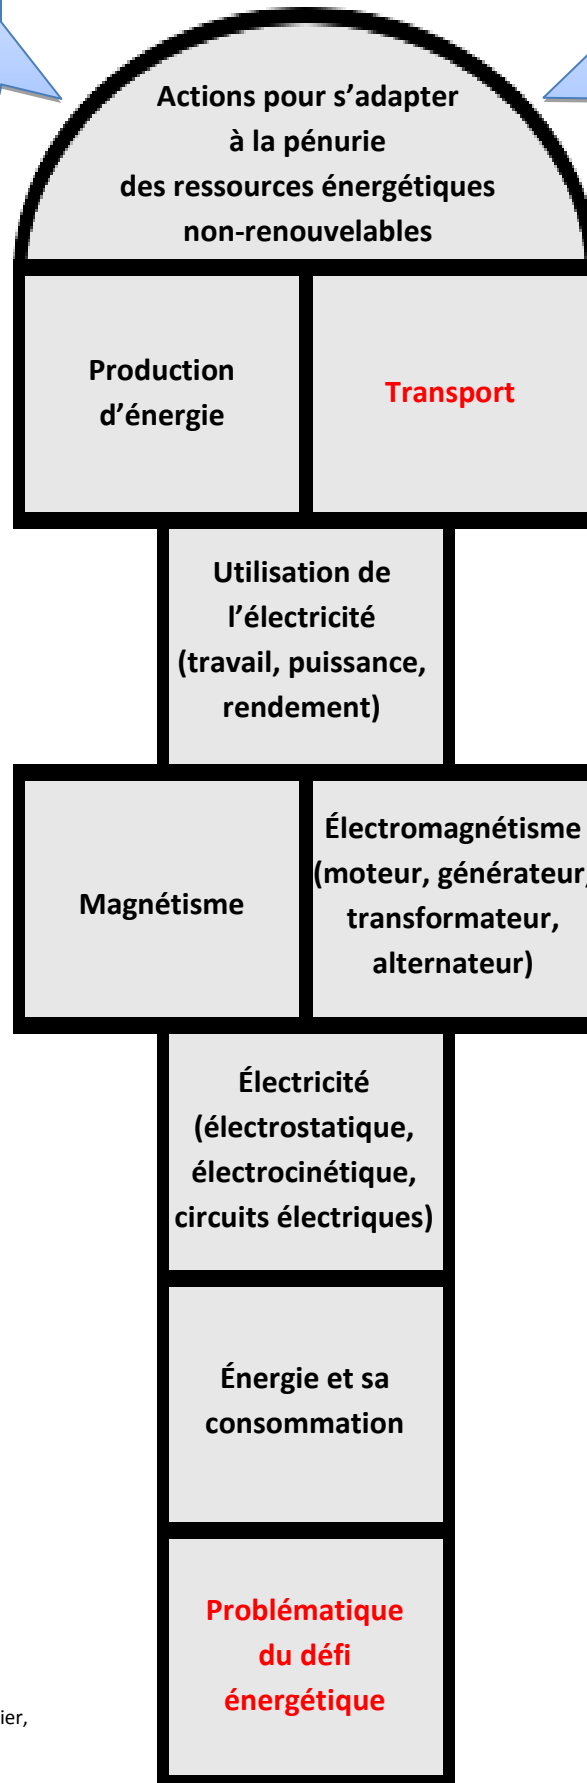 Actions pour s’adapter
à la pénurie
des ressources énergétiques
non-renouvelables
Production
d’énergie
Transport
Utilisation de
l’électricité
(travail, puissance,
rendement)
Magnétisme
Électromagnétisme
(moteur, générateur,
transformateur,
alternateur)
Électricité
(électrostatique,
électrocinétique,
circuits électriques)
Énergie et sa
consommation
Problématique
du défi
énergétique
ier,